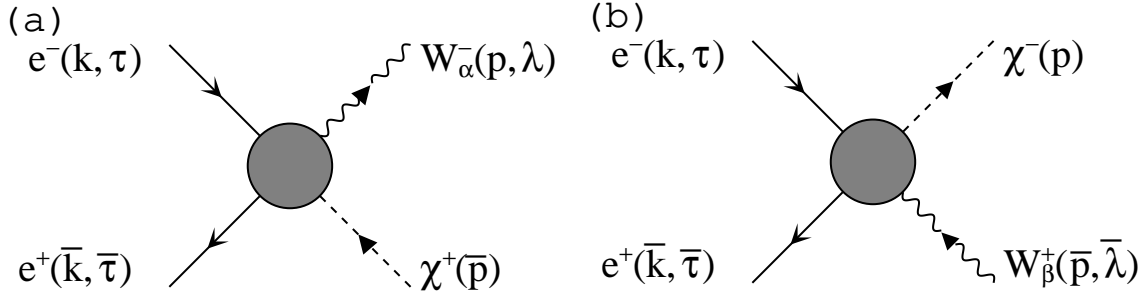 (a)
e⁻(k, τ)
W⁻_α(p, λ)
e⁺(k̅, τ̅)
χ⁺(p̅)
(b)
e⁻(k, τ)
χ⁻(p)
e⁺(k̅, τ̅)
W⁺_β(p̅, λ̅)